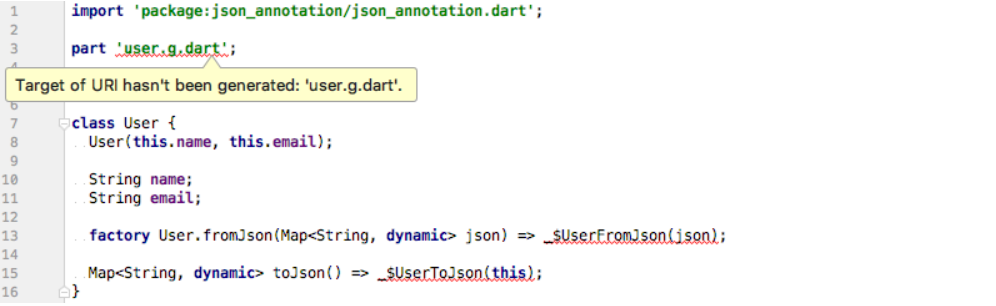 1 import 'package:json_annotation/json_annotation.dart';
2
3 part 'user.g.dart';
Target of URI hasn't been generated: 'user.g.dart'.
7 class User {
8 User(this.name, this.email);
9
10 String name;
11 String email;
12
13 factory User.fromJson(Map<String, dynamic> json) => _$UserFromJson(json);
14
15 Map<String, dynamic> toJson() => _$UserToJson(this);
16 }